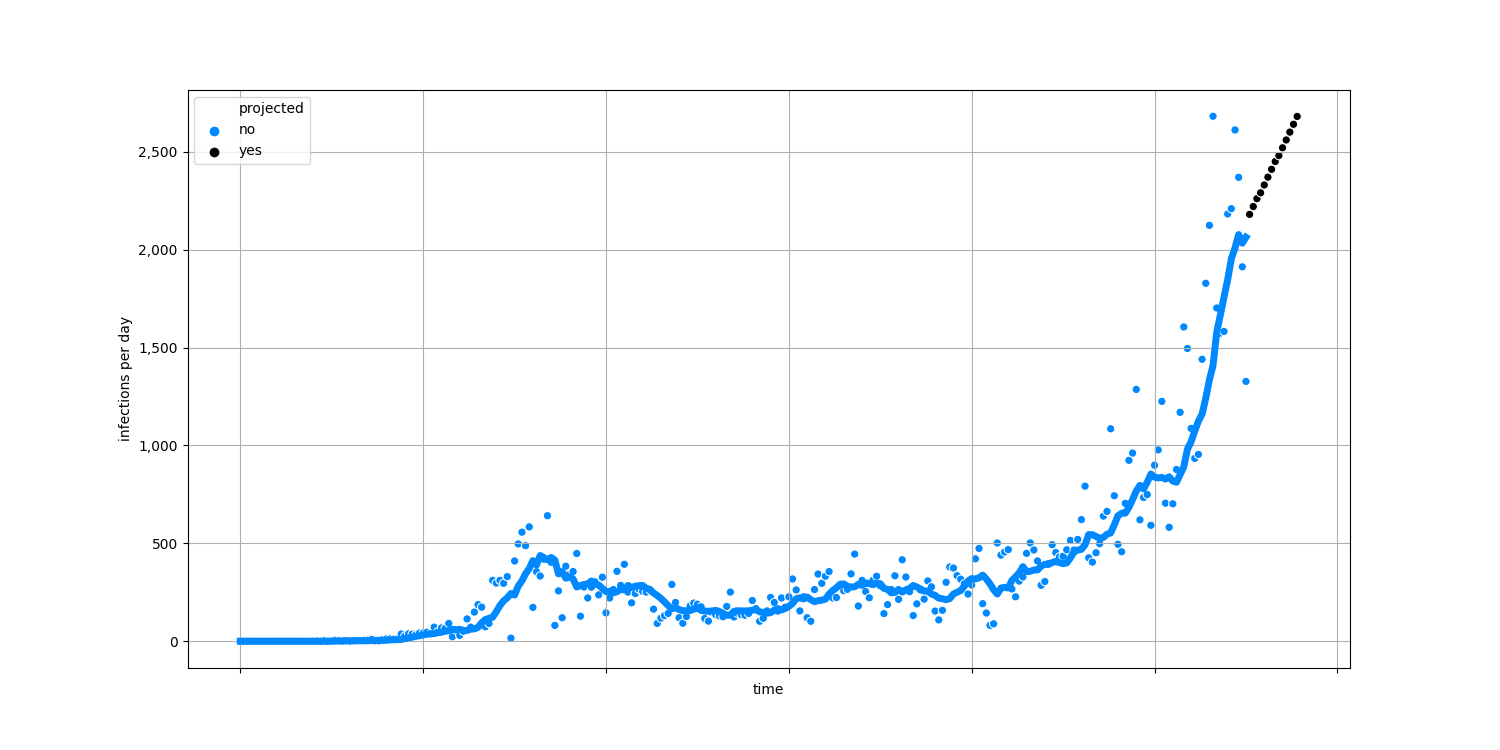 projected
no
yes
2,500
2,000
1,500
1,000
500
0
infections per day
time